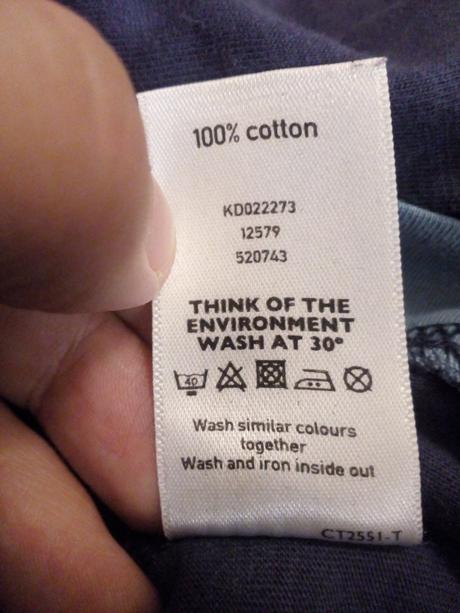 100% cotton
KD022273
12579
520743
THINK OF THE
ENVIRONMENT
WASH AT 30°
40
Wash similar colours
together
Wash and iron inside out
CT2551-T